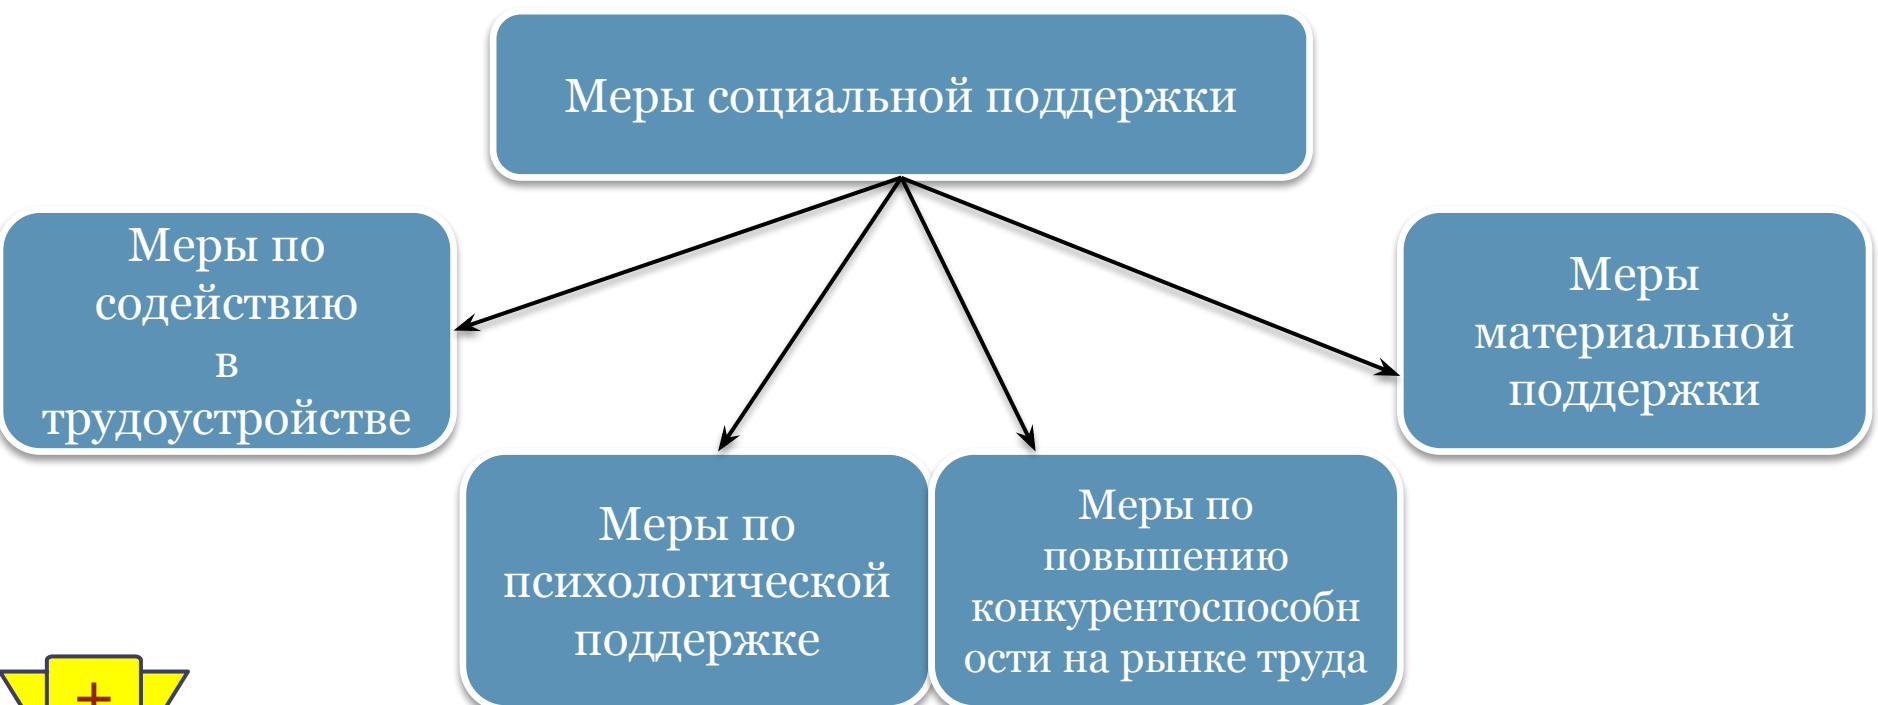 Меры социальной поддержки
Меры по
содействию
в
трудоустройстве
Меры
материальной
поддержки
Меры по
психологической
поддержке
Меры по
повышению
конкурентоспособн
ости на рынке труда
+